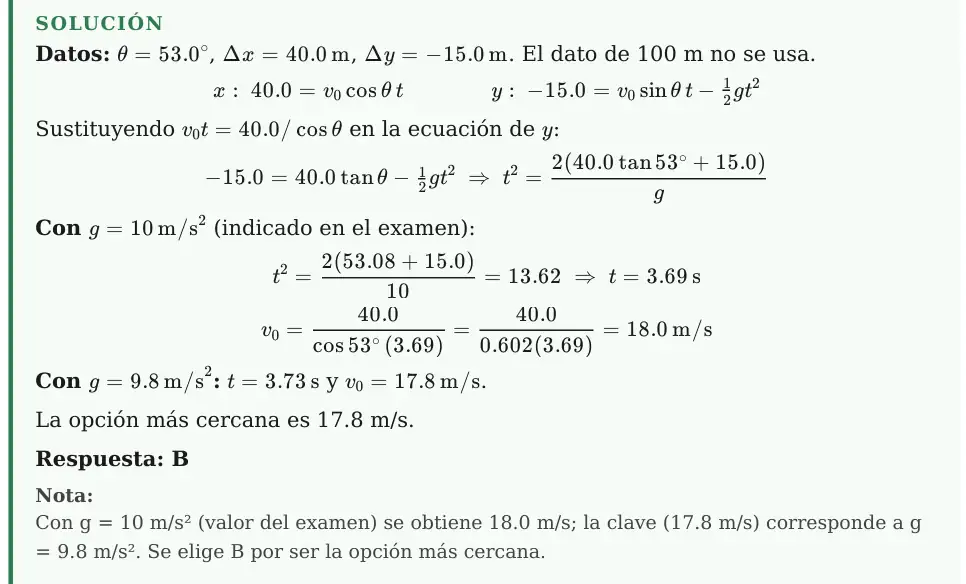 SOLUCIÓN
Datos: θ = 53.0°, Δx = 40.0 m, Δy = −15.0 m. El dato de 100 m no se usa.
x : 40.0 = v₀ cos θ t y : −15.0 = v₀ sin θ t − ½gt²
Sustituyendo v₀t = 40.0/ cos θ en la ecuación de y:
−15.0 = 40.0 tan θ − ½gt² ⇒ t² = 2(40.0 tan 53° + 15.0) / g
Con g = 10 m/s² (indicado en el examen):
t² = 2(53.08 + 15.0) / 10 = 13.62 ⇒ t = 3.69 s
v₀ = 40.0 / cos 53° (3.69) = 40.0 / 0.602(3.69) = 18.0 m/s
Con g = 9.8 m/s²: t = 3.73 s y v₀ = 17.8 m/s.
La opción más cercana es 17.8 m/s.
Respuesta: B
Nota:
Con g = 10 m/s² (valor del examen) se obtiene 18.0 m/s; la clave (17.8 m/s) corresponde a g
= 9.8 m/s². Se elige B por ser la opción más cercana.